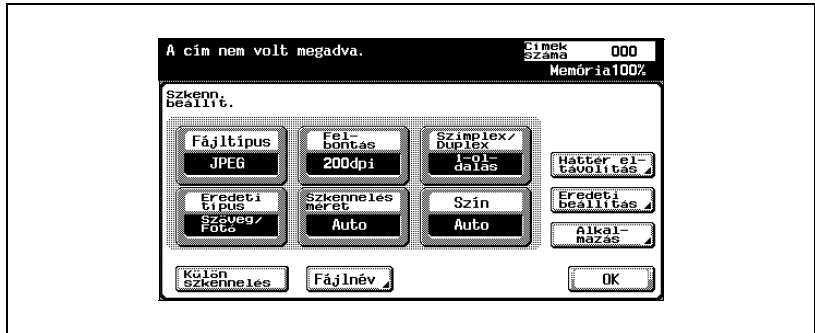 A cím nem volt megadva.
Címek
száma
000
Memória100%
Szkenn.
beállít.
Fájltípus
JPEG
Fel-
bontás
200dpi
Szimplex/
Duplex
1-ol-
dalas
Háttér el-
távolítás
Eredeti
típus
Szöveg/
Fotó
Szkennelés
méret
Auto
Szín
Auto
Eredeti
beállítás
Alkal-
mazás
Külön
szkennelés
Fájlnév
OK